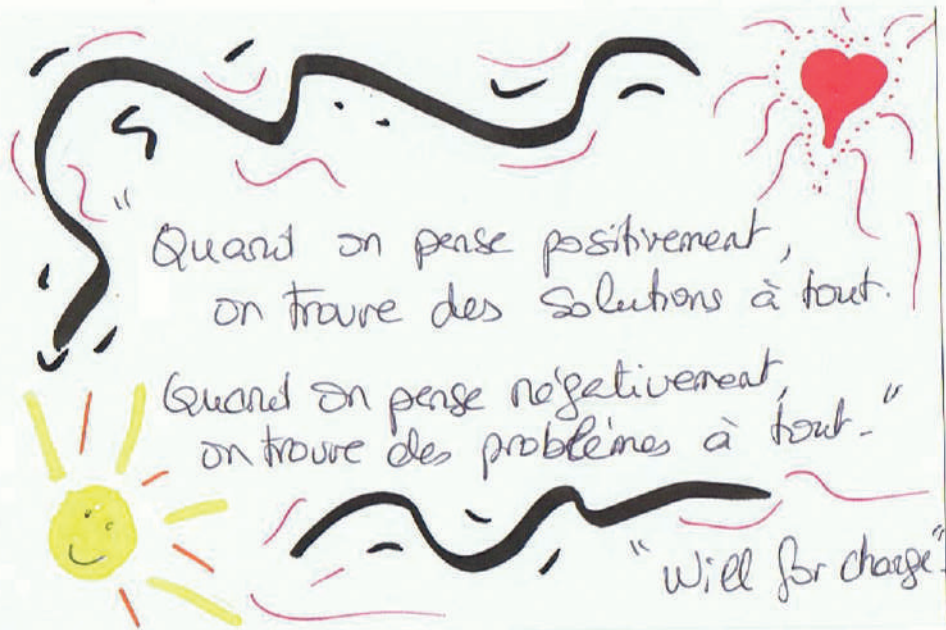 "Quand on pense positivement,
on trouve des solutions à tout.
Quand on pense négativement,
on trouve des problèmes à tout."
"Will for change".